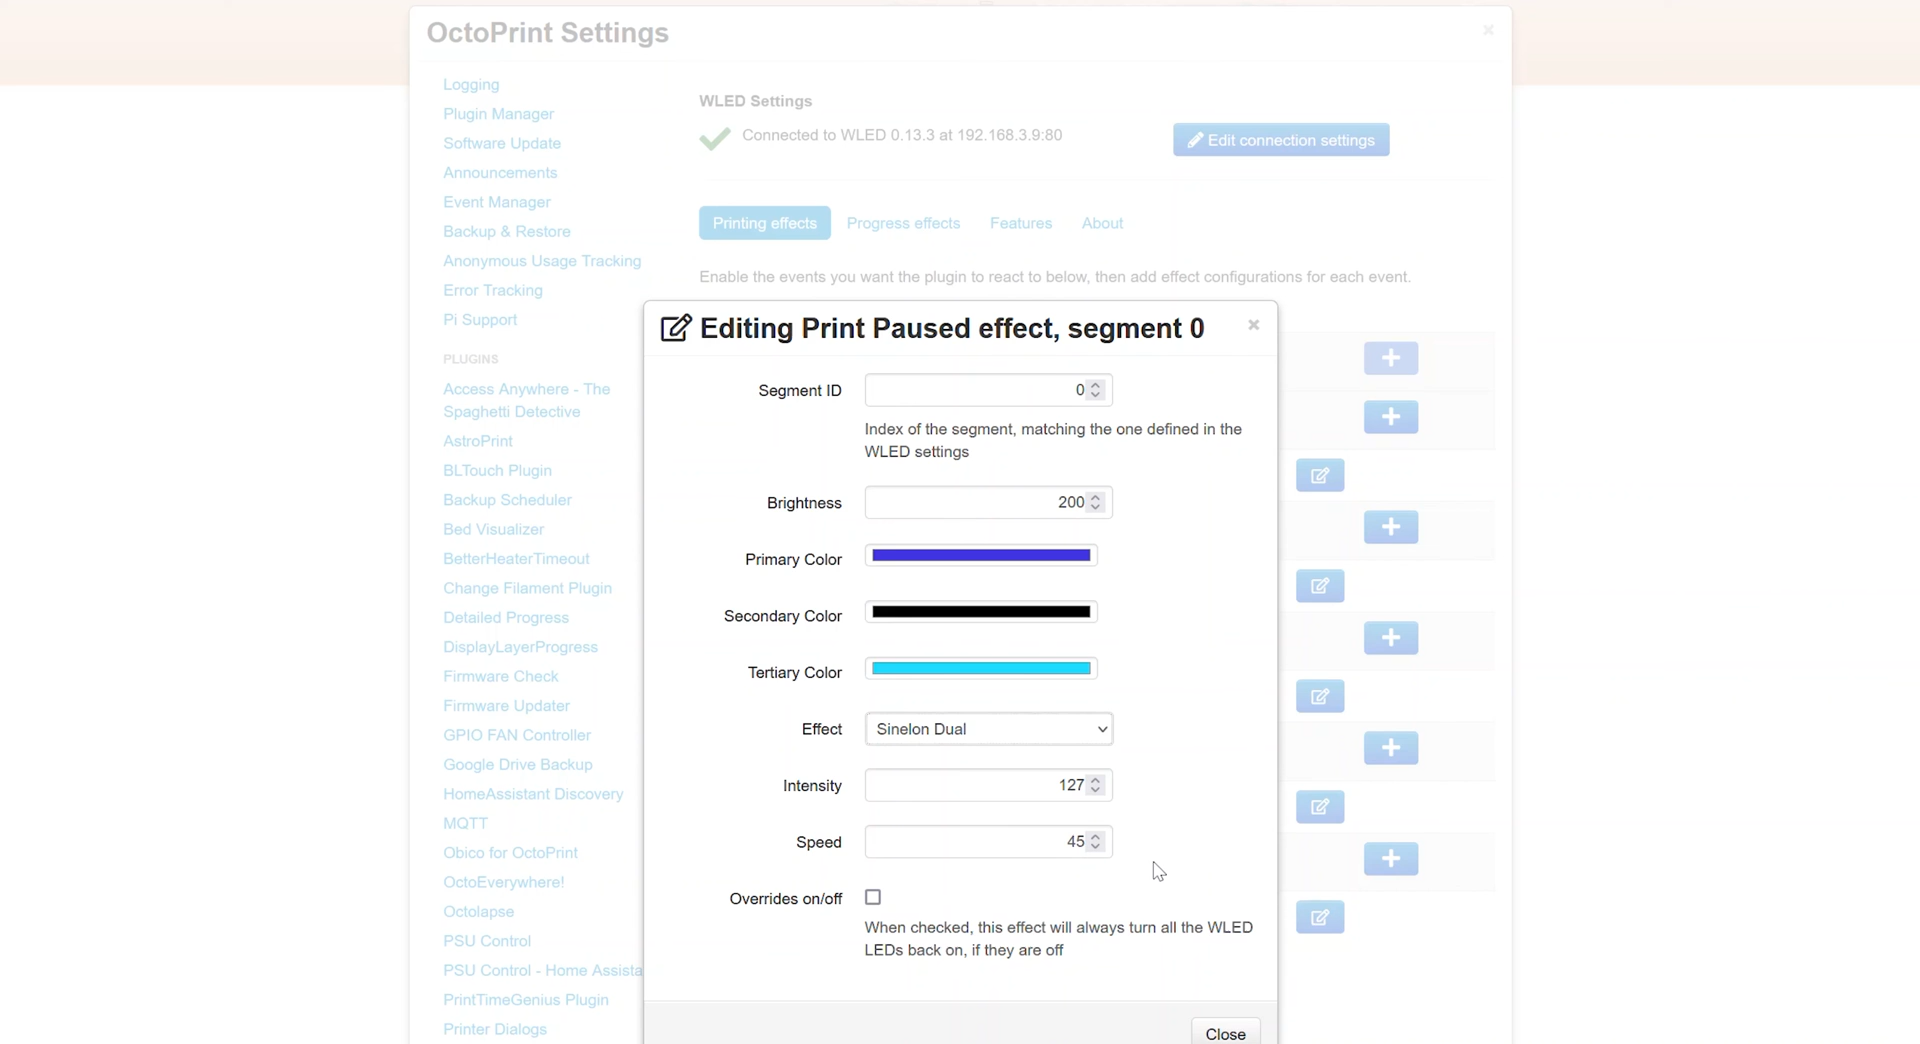 OctoPrint Settings
×
Logging
Plugin Manager
Software Update
Announcements
Event Manager
Backup & Restore
Anonymous Usage Tracking
Error Tracking
Pi Support
PLUGINS
Access Anywhere - The
Spaghetti Detective
AstroPrint
BLTouch Plugin
Backup Scheduler
Bed Visualizer
BetterHeaterTimeout
Change Filament Plugin
Detailed Progress
DisplayLayerProgress
Firmware Check
Firmware Updater
GPIO FAN Controller
Google Drive Backup
HomeAssistant Discovery
MQTT
Obico for OctoPrint
OctoEverywhere!
Octolapse
PSU Control
PSU Control - Home Assista
PrintTimeGenius Plugin
Printer Dialogs
WLED Settings
Connected to WLED 0.13.3 at 192.168.3.9:80
Edit connection settings
Printing effects Progress effects Features About
Enable the events you want the plugin to react to below, then add effect configurations for each event.
Editing Print Paused effect, segment 0
×
Segment ID 0
Index of the segment, matching the one defined in the
WLED settings
Brightness 200
Primary Color
Secondary Color
Tertiary Color
Effect Sinelon Dual
Intensity 127
Speed 45
Overrides on/off
When checked, this effect will always turn all the WLED
LEDs back on, if they are off
Close